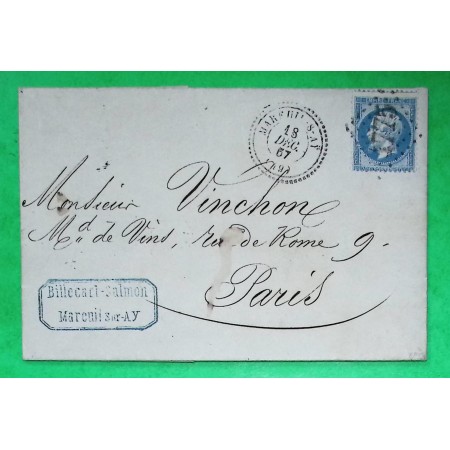 MAREUIL-S-AY
18
DEC.
67
Monsieur Vinchon
Md de Vins, rue de Rome 9.
Paris
Billecart-Salmon
Mareuil sur-AY